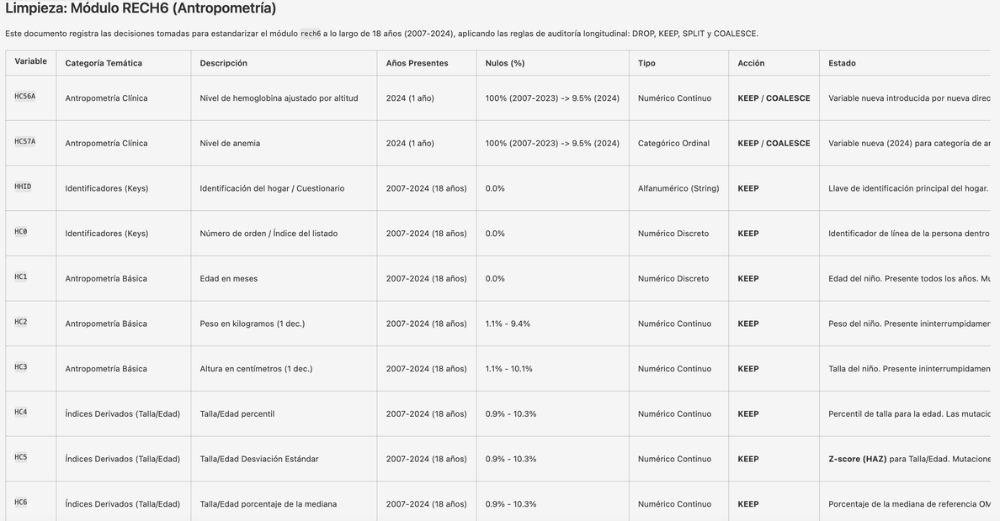 Limpieza: Módulo RECH6 (Antropometría)
Este documento registra las decisiones tomadas para estandarizar el módulo rech6 a lo largo de 18 años (2007-2024), aplicando las reglas de auditoría longitudinal: DROP, KEEP, SPLIT y COALESCE.
Variable Categoría Temática Descripción Años Presentes Nulos (%) Tipo Acción Estado
HC56A Antropometría Clínica Nivel de hemoglobina ajustado por altitud 2024 (1 año) 100% (2007-2023) -> 9.5% (2024) Numérico Continuo KEEP / COALESCE Variable nueva introducida por nueva direc
HC57A Antropometría Clínica Nivel de anemia 2024 (1 año) 100% (2007-2023) -> 9.5% (2024) Categórico Ordinal KEEP / COALESCE Variable nueva (2024) para categoría de
HHID Identificadores (Keys) Identificación del hogar / Cuestionario 2007-2024 (18 años) 0.0% Alfanumérico (String) KEEP Llave de identificación principal del hogar.
HC0 Identificadores (Keys) Número de orden / Índice del listado 2007-2024 (18 años) 0.0% Numérico Discreto KEEP Identificador de línea de la persona dentro
HC1 Antropometría Básica Edad en meses 2007-2024 (18 años) 0.0% Numérico Discreto KEEP Edad del niño. Presente todos los años.
HC2 Antropometría Básica Peso en kilogramos (1 dec.) 2007-2024 (18 años) 1.1% - 9.4% Numérico Continuo KEEP Peso del niño. Presente ininterrumpidamen
HC3 Antropometría Básica Altura en centímetros (1 dec.) 2007-2024 (18 años) 1.1% - 10.1% Numérico Continuo KEEP Talla del niño. Presente ininterrumpidamen
HC4 Índices Derivados (Talla/Edad) Talla/Edad percentil 2007-2024 (18 años) 0.9% - 10.3% Numérico Continuo KEEP Percentil de talla para la edad. Las mutacio
HC5 Índices Derivados (Talla/Edad) Talla/Edad Desviación Estándar 2007-2024 (18 años) 0.9% - 10.3% Numérico Continuo KEEP Z-score (HAZ) para Talla/Edad. Mutacione
HC6 Índices Derivados (Talla/Edad) Talla/Edad porcentaje de la mediana 2007-2024 (18 años) 0.9% - 10.3% Numérico Continuo KEEP Porcentaje de la mediana de referencia